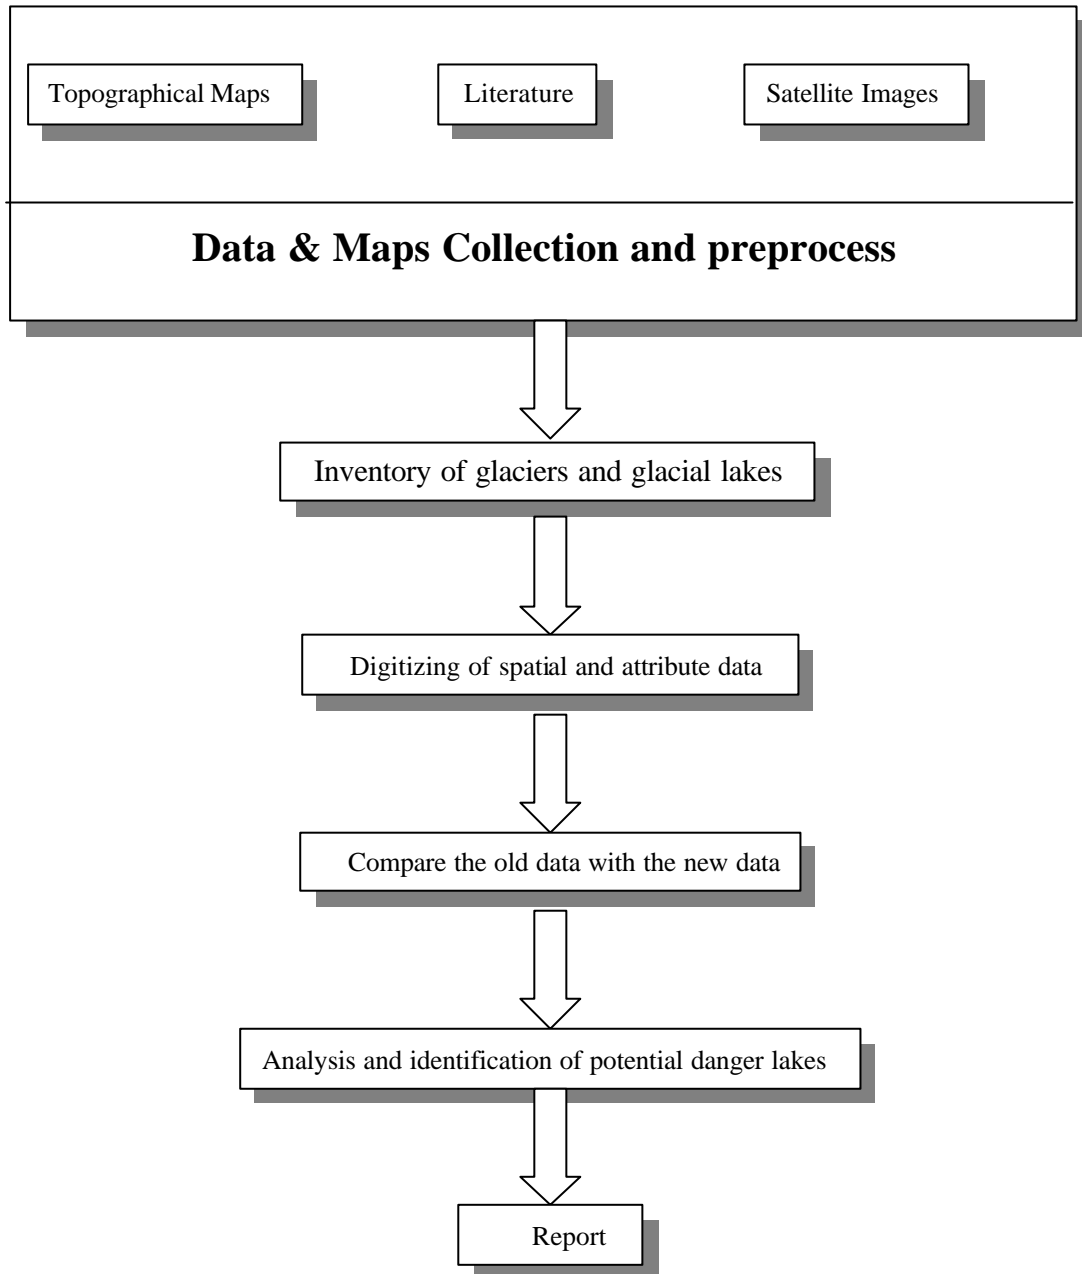 Topographical Maps
Literature
Satellite Images
Data & Maps Collection and preprocess
Inventory of glaciers and glacial lakes
Digitizing of spatial and attribute data
Compare the old data with the new data
Analysis and identification of potential danger lakes
Report